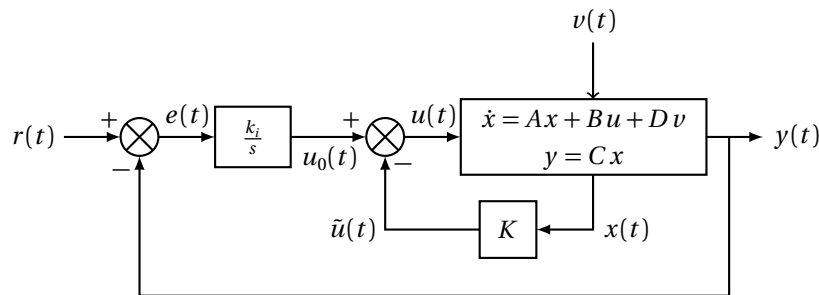 v(t)
r(t)
+
−
e(t)
k_i/s
u_0(t)
+
−
u(t)
ẋ = Ax + Bu + Dv
y = Cx
y(t)
ũ(t)
K
x(t)